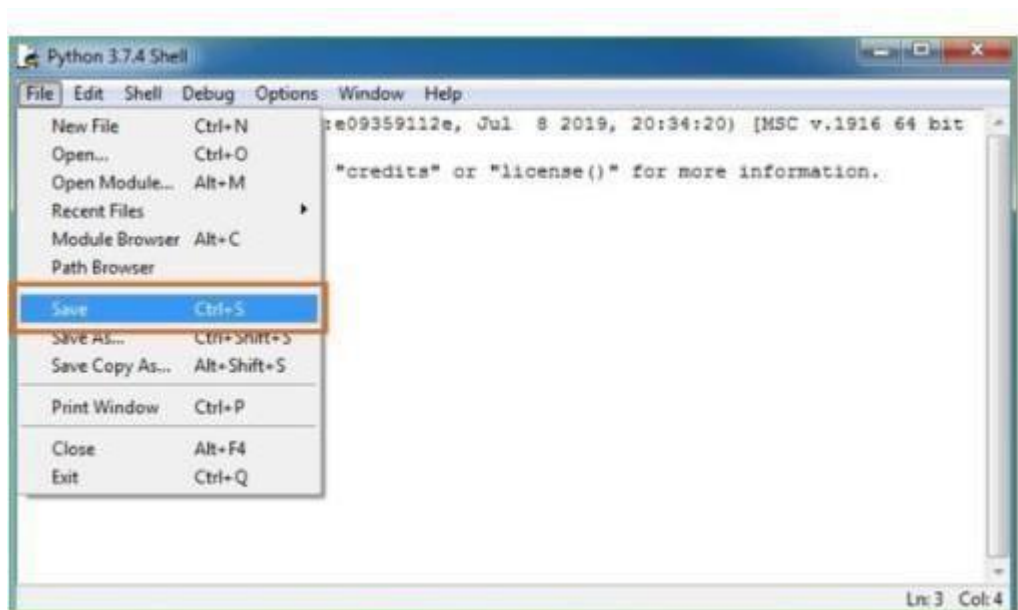 Python 3.7.4 Shell
File Edit Shell Debug Options Window Help
:e09359112e, Jul 8 2019, 20:34:20) [MSC v.1916 64 bit
"credits" or "license()" for more information.
New File Ctrl+N
Open... Ctrl+O
Open Module... Alt+M
Recent Files
Module Browser Alt+C
Path Browser
Save Ctrl+S
Save As... Ctrl+Shift+S
Save Copy As... Alt+Shift+S
Print Window Ctrl+P
Close Alt+F4
Exit Ctrl+Q
Ln: 3 Col: 4